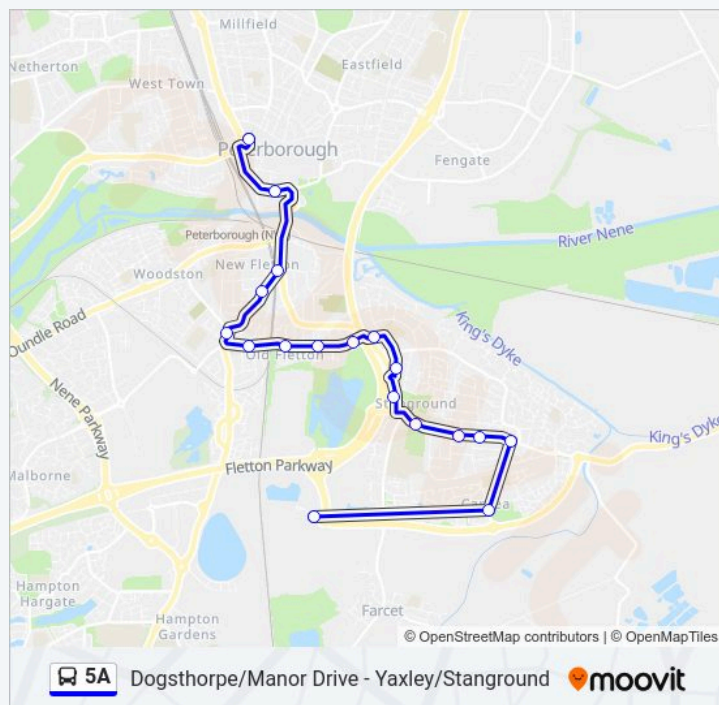 Millfield
Netherton
Eastfield
West Town
Peterborough
Fengate
River Nene
Peterborough (N
Woodston
New Fletton
King's Dyke
Oundle Road
Old Fletton
Nene Parkway
Stanground
King's Dyke
Fletton Parkway
Malborne
Cardea
Hampton
Hargate
Farcet
Hampton
Gardens
© OpenStreetMap contributors | © OpenMapTiles
5A Dogsthorpe/Manor Drive - Yaxley/Stanground moovit